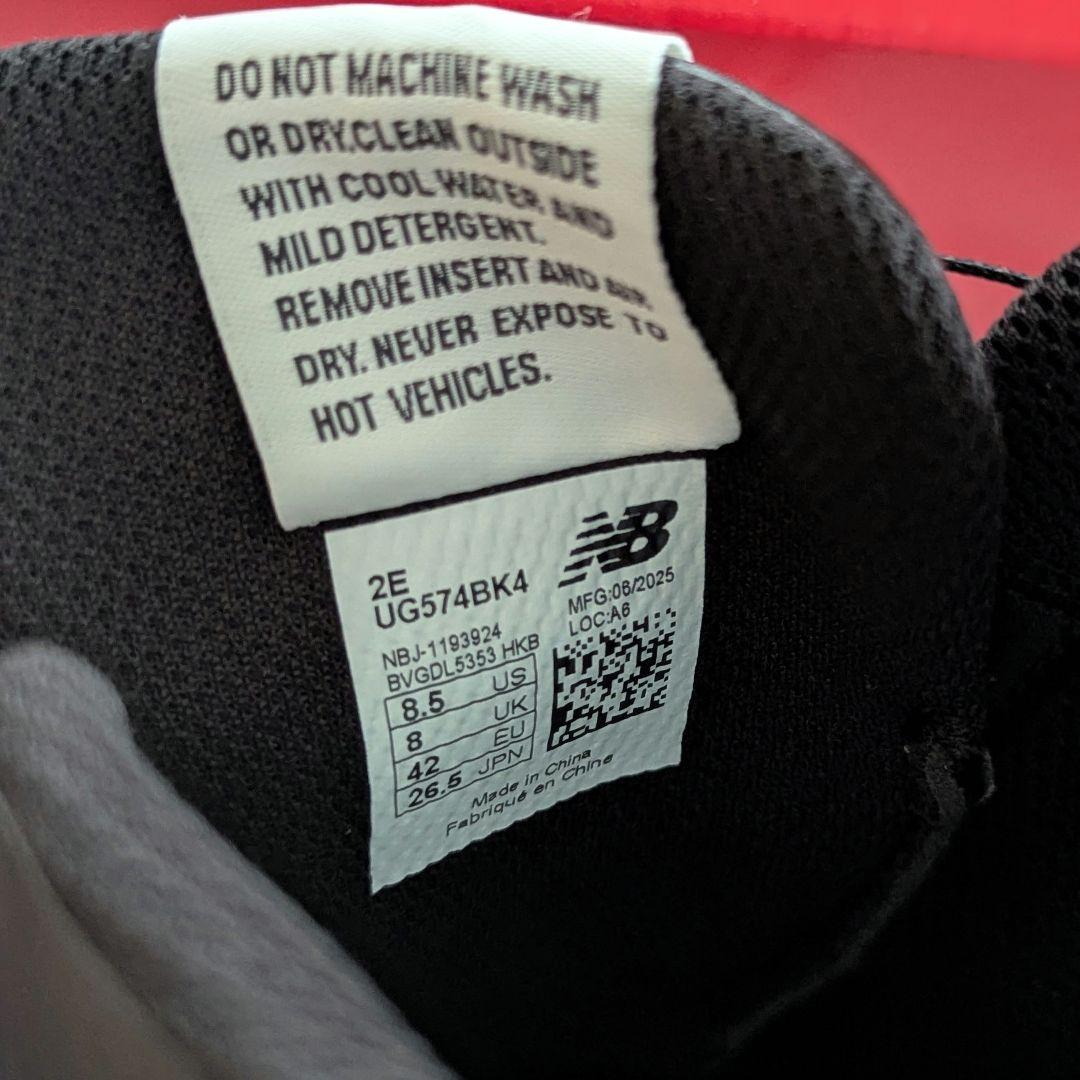 DO NOT MACHINE WASH
OR DRY.CLEAN OUTSIDE
WITH COOL WATER AND
MILD DETERGENT.
REMOVE INSERT AND AIR
DRY. NEVER EXPOSE TO
HOT VEHICLES.
NB
2E
UG574BK4
MFG:06/2025
LOC:A6
NBJ-1193924
BVGDL5353 HKB
8.5 US
8 UK
42 EU
26.5 JPN
Made in China
Fabriqué en Chine